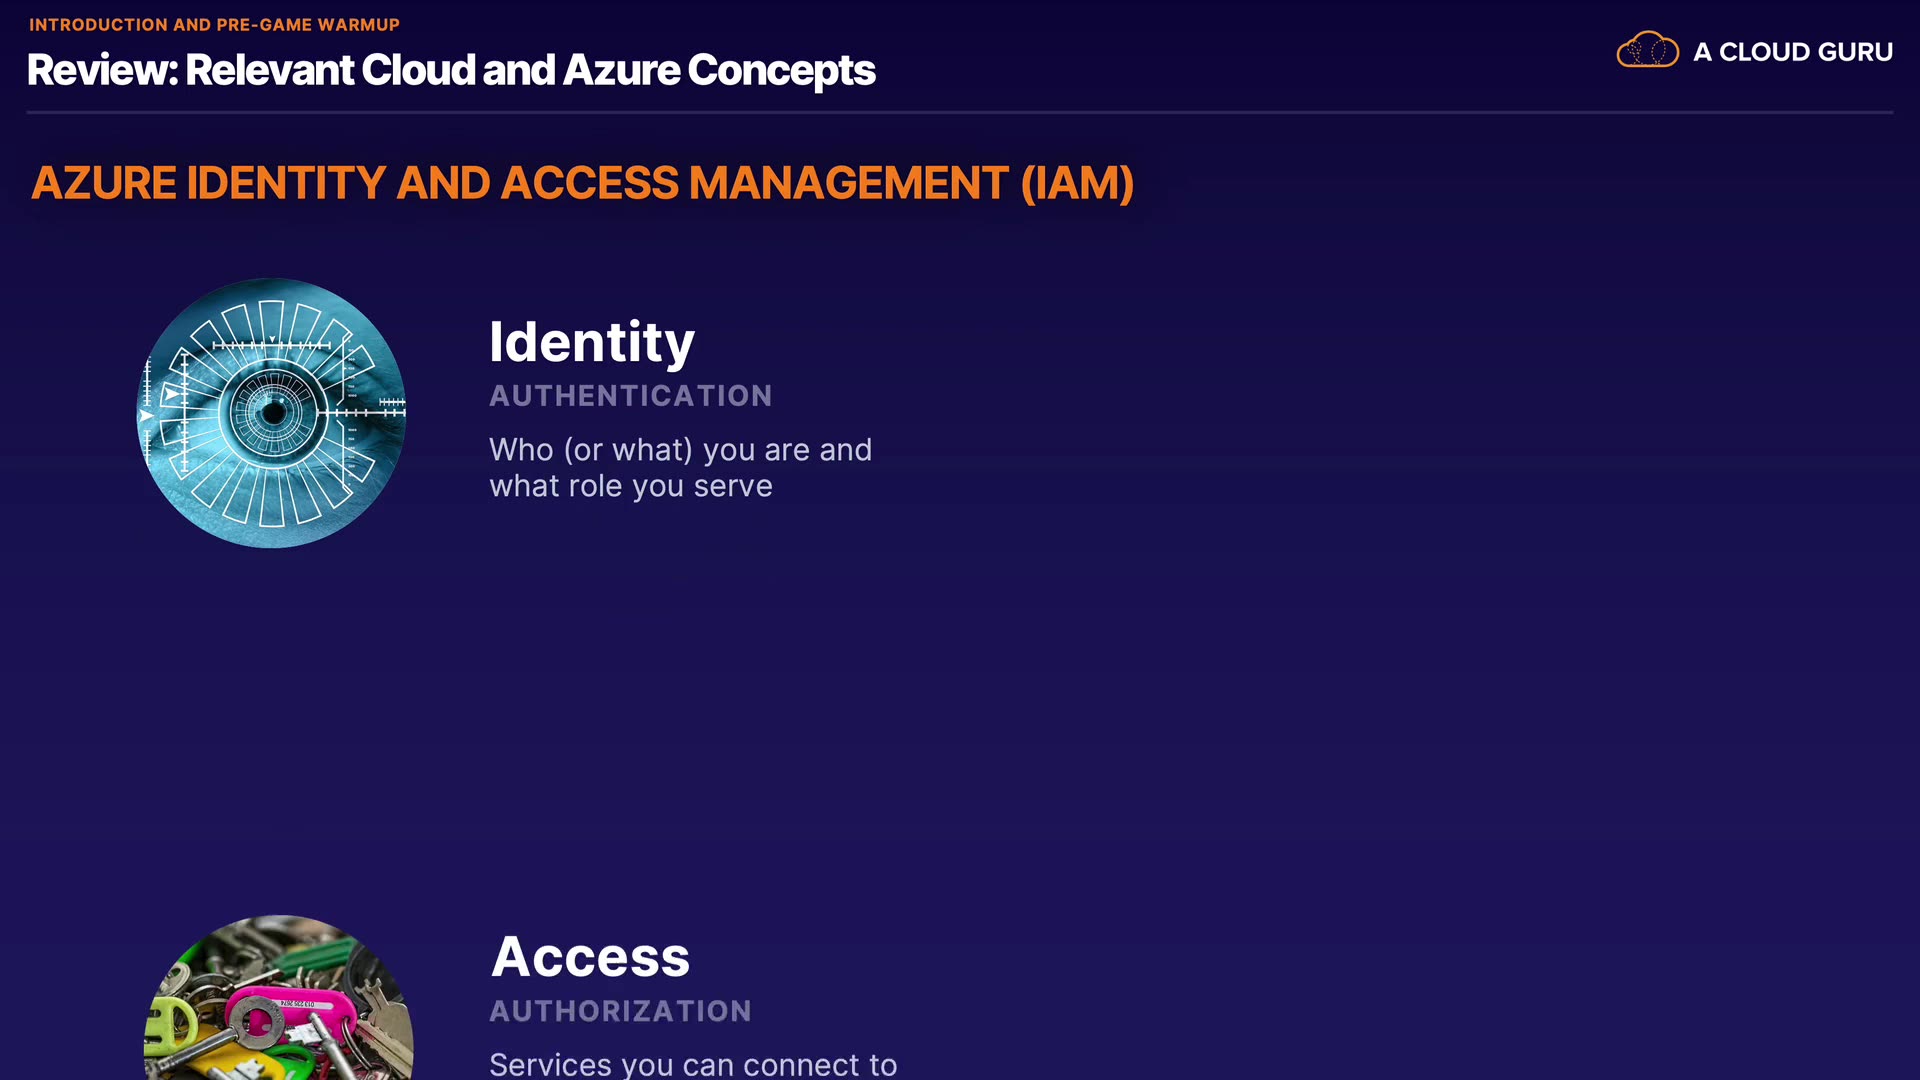 INTRODUCTION AND PRE-GAME WARMUP
Review: Relevant Cloud and Azure Concepts
A CLOUD GURU
AZURE IDENTITY AND ACCESS MANAGEMENT (IAM)
Identity
AUTHENTICATION
Who (or what) you are and
what role you serve
Access
AUTHORIZATION
Services you can connect to